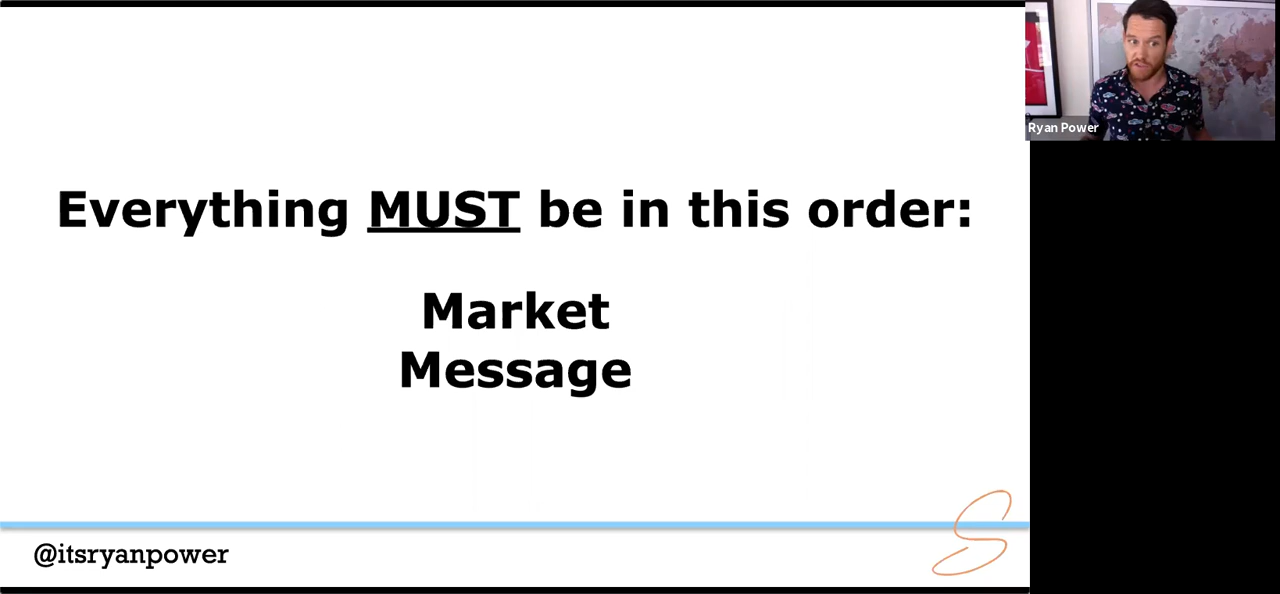 Everything MUST be in this order:
Market
Message
@itsryanpower
Ryan Power